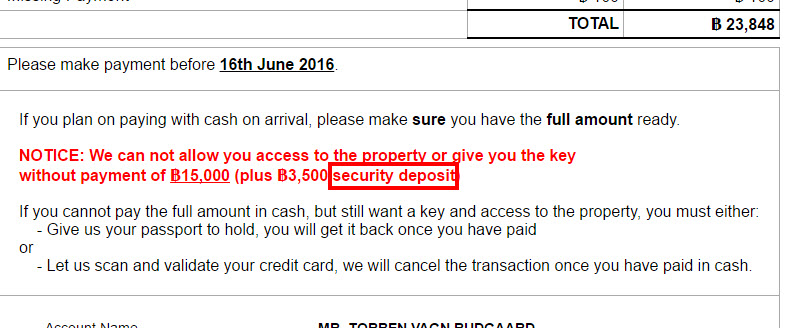 TOTAL ฿ 23,848
Please make payment before 16th June 2016.
If you plan on paying with cash on arrival, please make sure you have the full amount ready.
NOTICE: We can not allow you access to the property or give you the key
without payment of ฿15,000 (plus ฿3,500 security deposit
If you cannot pay the full amount in cash, but still want a key and access to the property, you must either:
- Give us your passport to hold, you will get it back once you have paid
or
- Let us scan and validate your credit card, we will cancel the transaction once you have paid in cash.
Account Name MR. TORBEN VAGN RUDGAARD